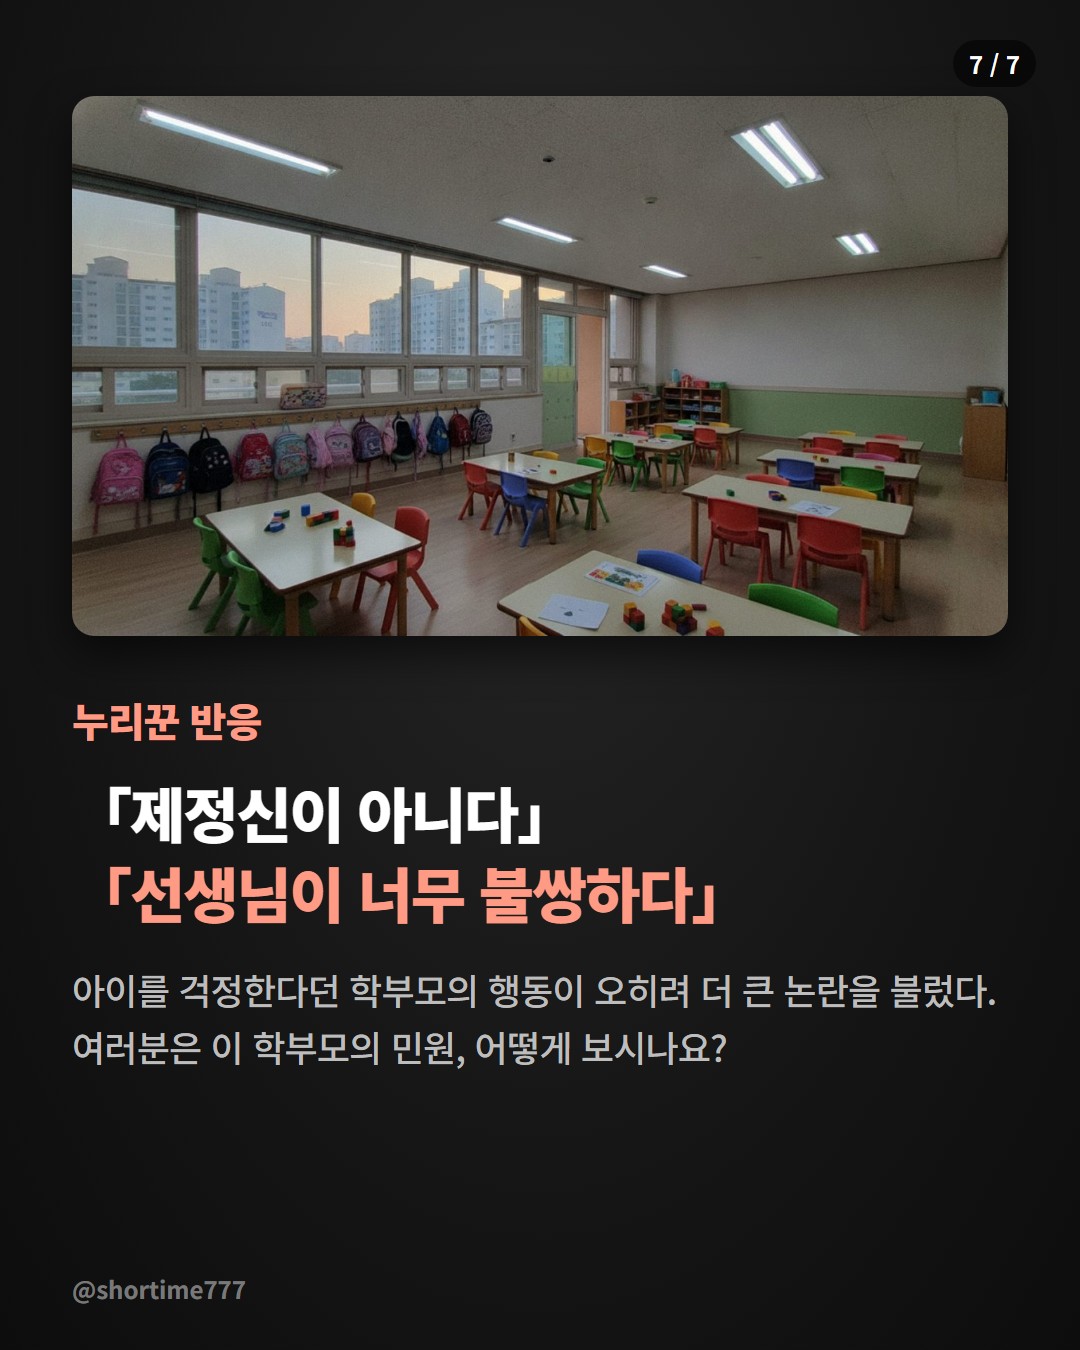 7 / 7
누리꾼 반응
「제정신이 아니다」
「선생님이 너무 불쌍하다」
아이를 걱정한다던 학부모의 행동이 오히려 더 큰 논란을 불렀다.
여러분은 이 학부모의 민원, 어떻게 보시나요?
@shortime777